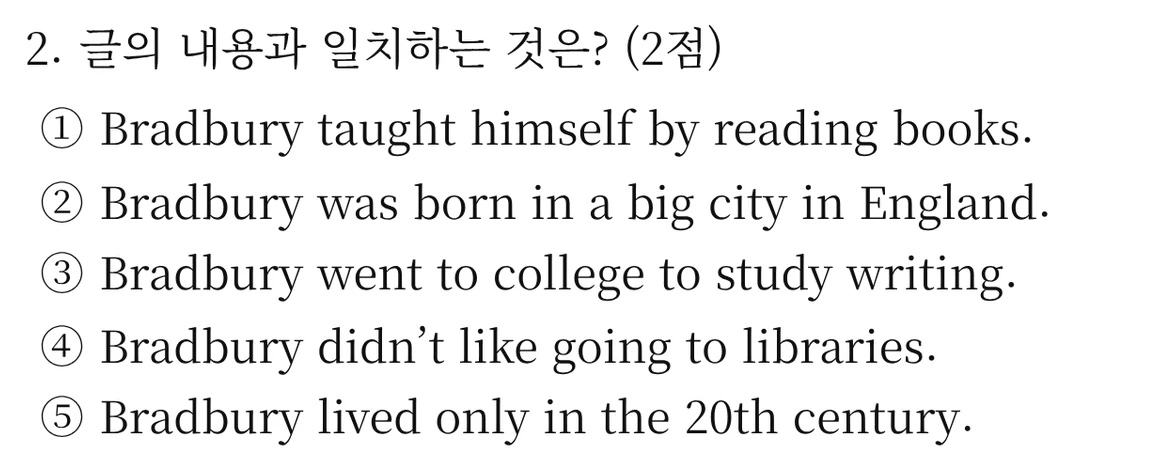 2. 글의 내용과 일치하는 것은? (2점)
① Bradbury taught himself by reading books.
② Bradbury was born in a big city in England.
③ Bradbury went to college to study writing.
④ Bradbury didn’t like going to libraries.
⑤ Bradbury lived only in the 20th century.